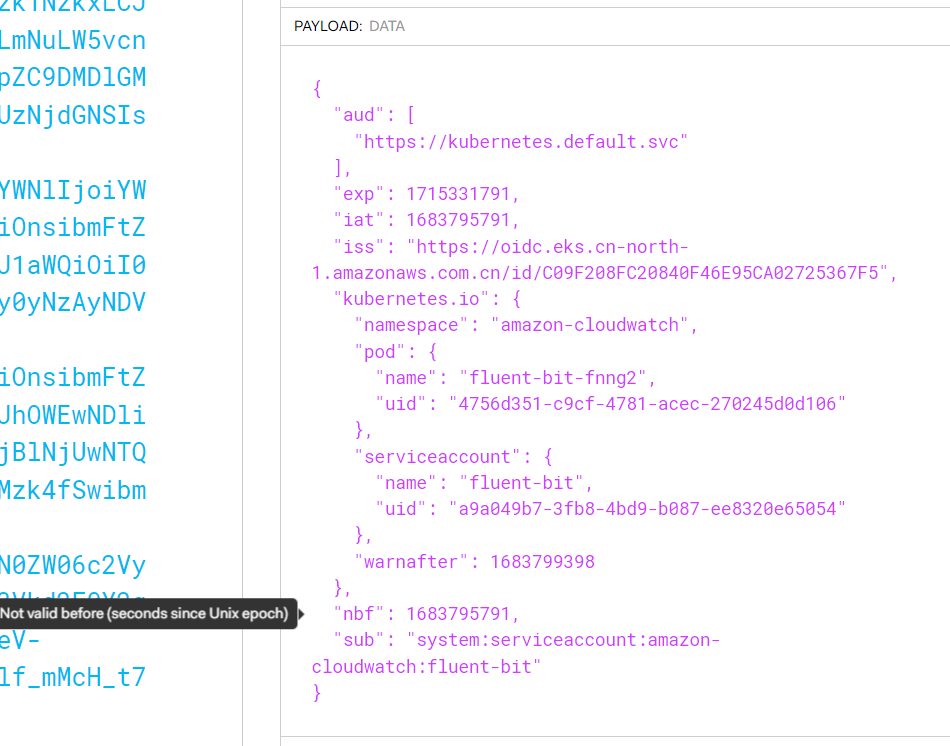 zk1NzkxLCJ
LmNuLW5vcn
pZC9DMDlGM
UzNjdGNSIs
YWNlIjoiYW
iOnsibmFtZ
J1aWQiOiI0
y0yNzAyNDV
iOnsibmFtZ
JhOWEwNDli
jBlNjUwNTQ
Mzk4fSwibm
N0ZW06c2Vy
Not valid before (seconds since Unix epoch)
eV-
lf_mMcH_t7
PAYLOAD: DATA
{
"aud": [
"https://kubernetes.default.svc"
],
"exp": 1715331791,
"iat": 1683795791,
"iss": "https://oidc.eks.cn-north-
1.amazonaws.com.cn/id/C09F208FC20840F46E95CA02725367F5",
"kubernetes.io": {
"namespace": "amazon-cloudwatch",
"pod": {
"name": "fluent-bit-fnng2",
"uid": "4756d351-c9cf-4781-acec-270245d0d106"
},
"serviceaccount": {
"name": "fluent-bit",
"uid": "a9a049b7-3fb8-4bd9-b087-ee8320e65054"
},
"warnafter": 1683799398
},
"nbf": 1683795791,
"sub": "system:serviceaccount:amazon-
cloudwatch:fluent-bit"
}